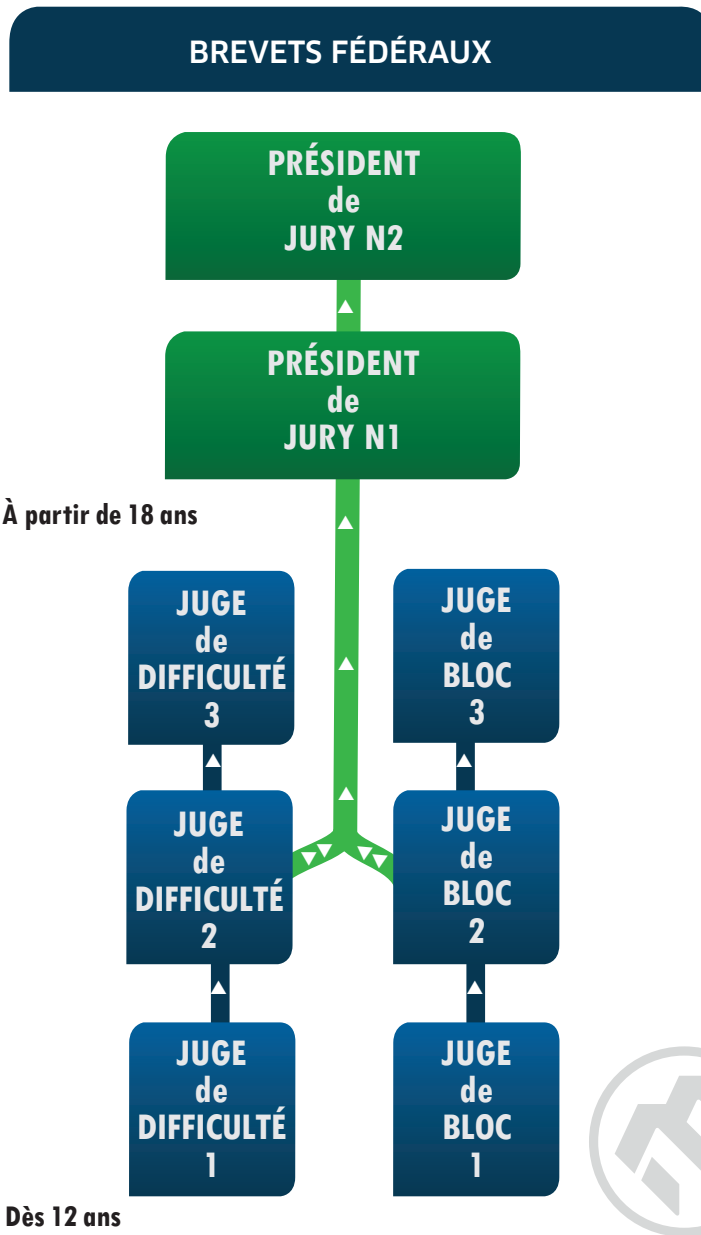 BREVETS FÉDÉRAUX
PRÉSIDENT
de
JURY N2
PRÉSIDENT
de
JURY N1
À partir de 18 ans
JUGE
de
DIFFICULTÉ
3
JUGE
de
BLOC
3
JUGE
de
DIFFICULTÉ
2
JUGE
de
BLOC
2
JUGE
de
DIFFICULTÉ
1
JUGE
de
BLOC
1
Dès 12 ans